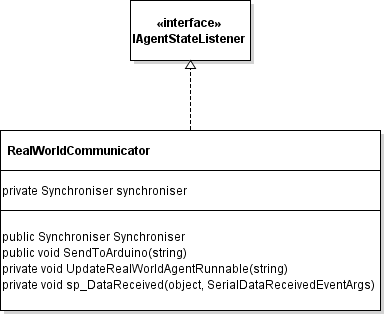 «interface»
IAgentStateListener
RealWorldCommunicator
private Synchroniser synchroniser
public Synchroniser Synchroniser
public void SendToArduino(string)
private void UpdateRealWorldAgentRunnable(string)
private void sp_DataReceived(object, SerialDataReceivedEventArgs)